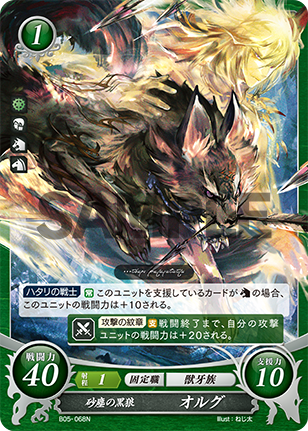 1
SAMPLE
ハタリの戦士 常 このユニットを支援しているカードが の場合、
このユニットの戦闘力は+10される。
攻撃の紋章 支 戦闘終了まで、自分の攻撃
ユニットの戦闘力は+20される。
戦闘力
40
射程 1 固定職 獣牙族
支援力
10
砂塵の黒狼 オルグ
B05-068N
Illust:ねじ太